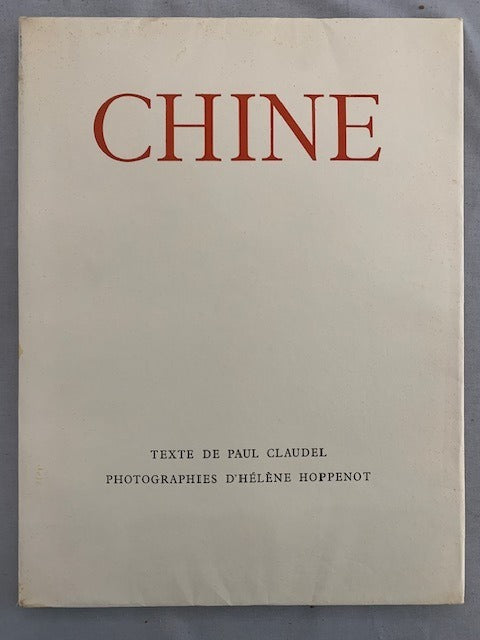 CHINE
TEXTE DE PAUL CLAUDEL
PHOTOGRAPHIES D'HÉLÈNE HOPPENOT